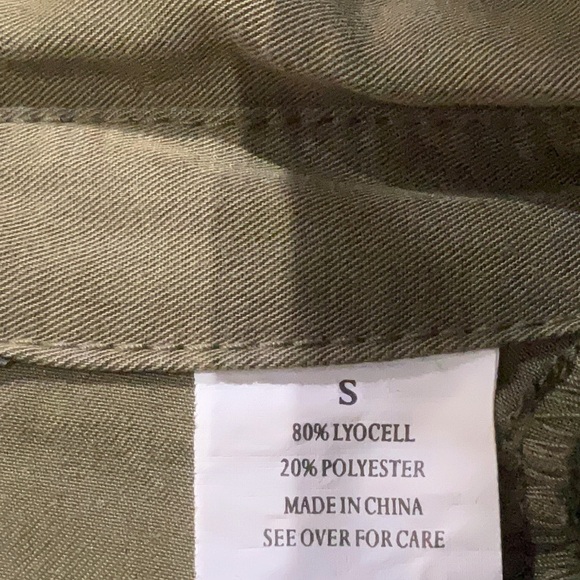 S
80% LYOCELL
20% POLYESTER
MADE IN CHINA
SEE OVER FOR CARE